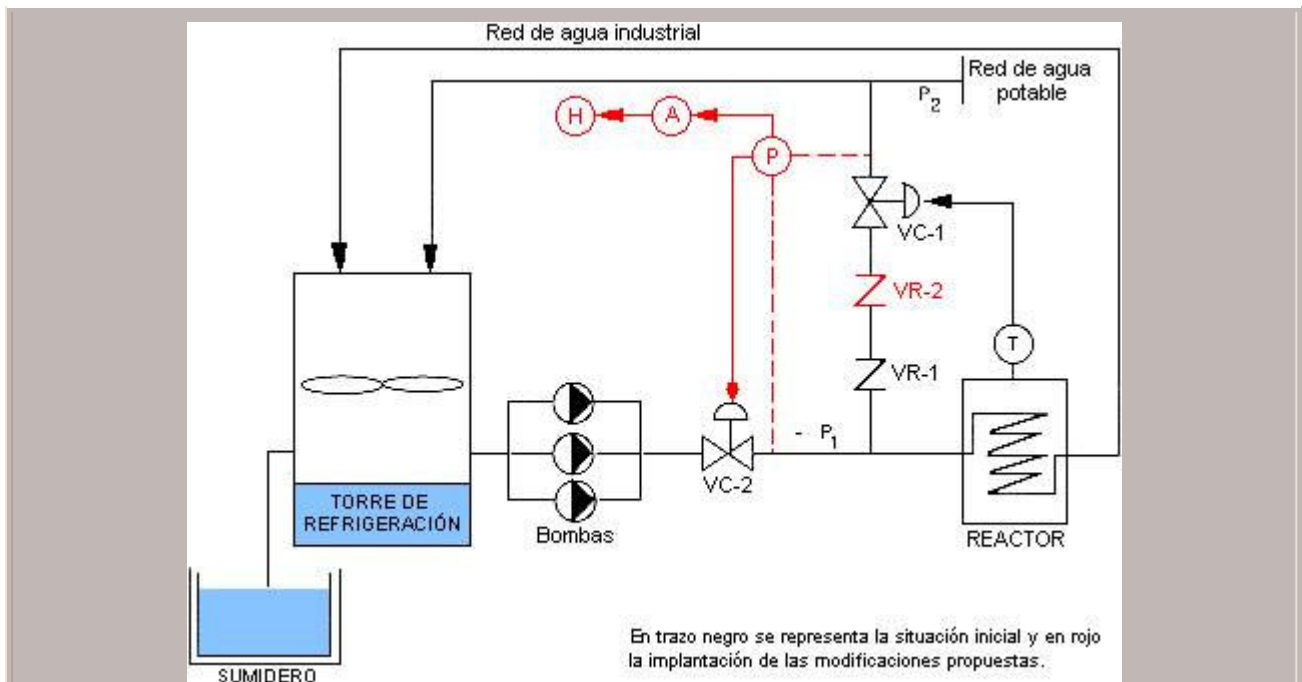 Red de agua industrial
Red de agua
potable
P2
H
A
P
VC-1
VR-2
T
VR-1
- P1
VC-2
TORRE DE
REFRIGERACIÓN
Bombas
REACTOR
En trazo negro se representa la situación inicial y en rojo
la implantación de las modificaciones propuestas.
SUMIDERO